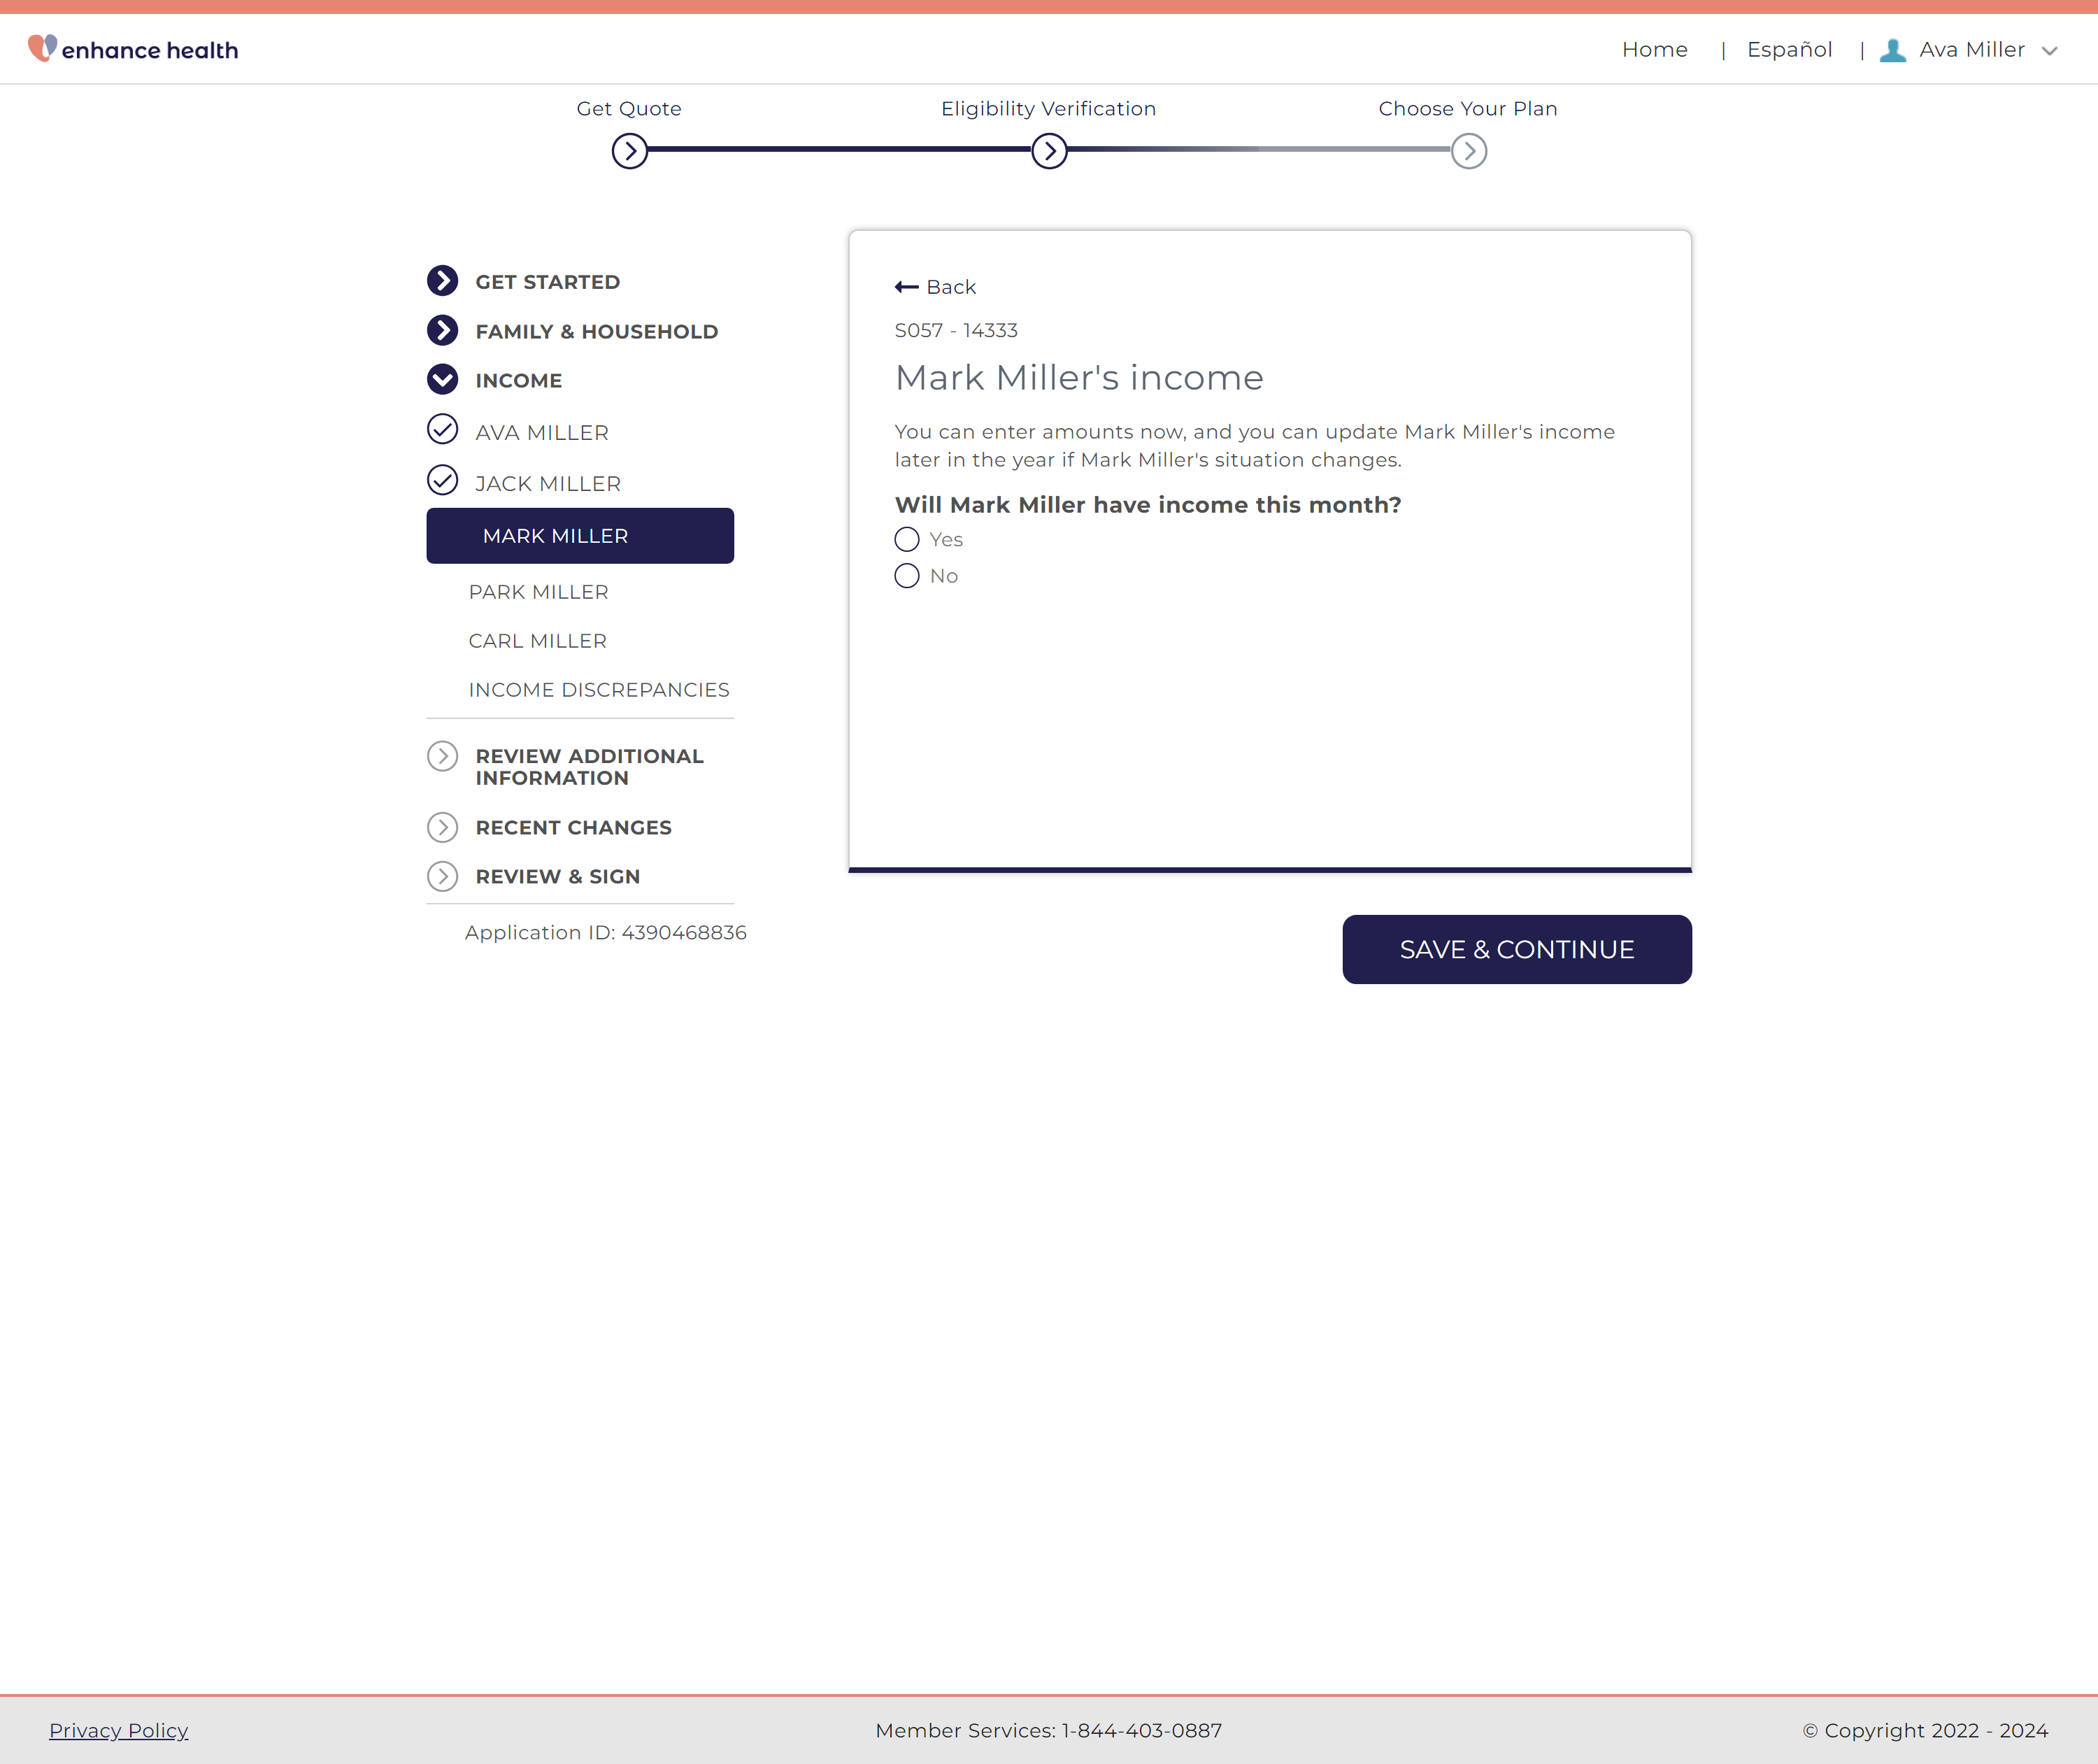 enhance health
Home | Español | Ava Miller
Get Quote
Eligibility Verification
Choose Your Plan
GET STARTED
FAMILY & HOUSEHOLD
INCOME
AVA MILLER
JACK MILLER
MARK MILLER
PARK MILLER
CARL MILLER
INCOME DISCREPANCIES
REVIEW ADDITIONAL
INFORMATION
RECENT CHANGES
REVIEW & SIGN
Application ID: 4390468836
Back
S057 - 14333
Mark Miller's income
You can enter amounts now, and you can update Mark Miller's income
later in the year if Mark Miller's situation changes.
Will Mark Miller have income this month?
Yes
No
SAVE & CONTINUE
Privacy Policy
Member Services: 1-844-403-0887
© Copyright 2022 - 2024